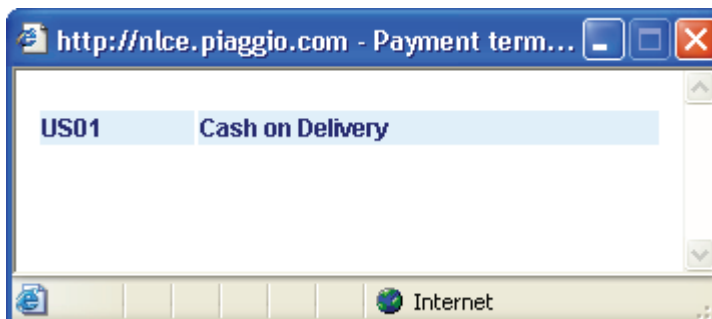 http://nlce.piaggio.com - Payment term...
US01 Cash on Delivery
Internet